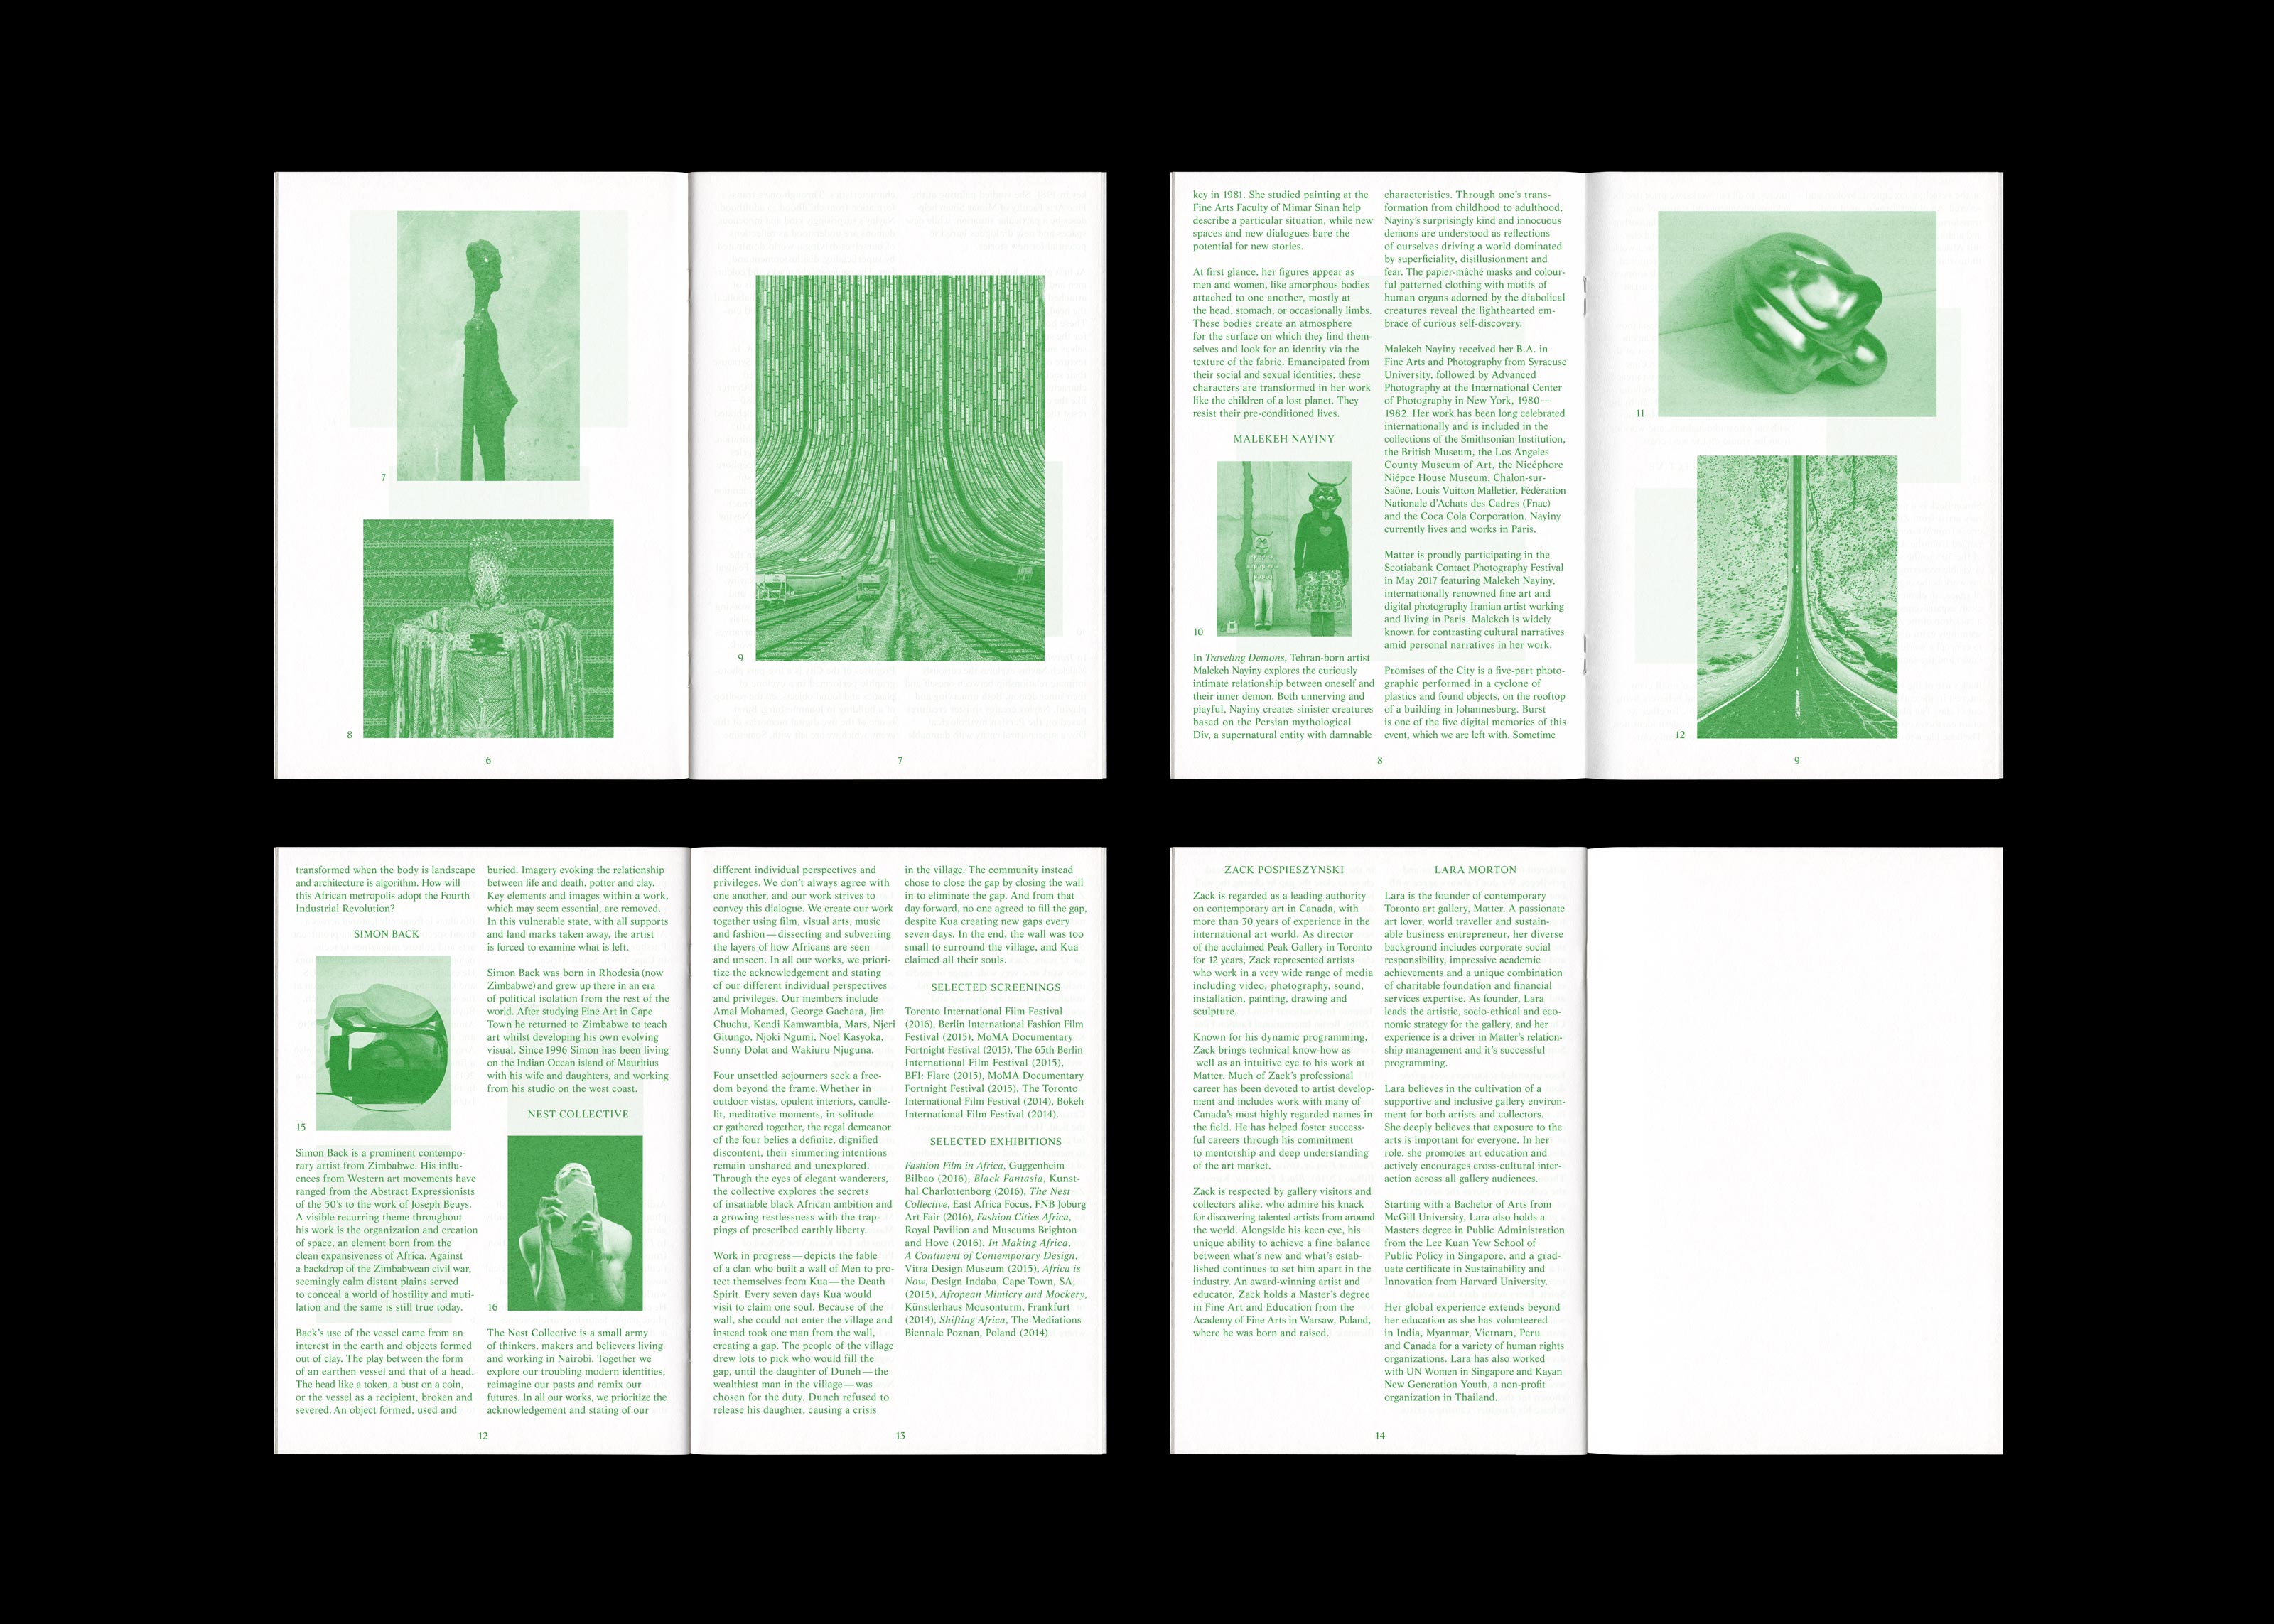 7
8
6
9
7
key in 1981. She studied painting at the
Fine Arts Faculty of Mimar Sinan help
describe a particular situation, while new
spaces and new dialogues bare the
potential for new stories.
At first glance, her figures appear as
men and women, like amorphous bodies
attached to one another, mostly at
the head, stomach, or occasionally limbs.
These bodies create an atmosphere
for the surface on which they find them-
selves and look for an identity via the
texture of the fabric. Emancipated from
their social and sexual identities, these
characters are transformed in her work
like the children of a lost planet. They
resist their pre-conditioned lives.
MALEKEH NAYINY
10
In Traveling Demons, Tehran-born artist
Malekeh Nayiny explores the curiously
intimate relationship between oneself and
their inner demon. Both unnerving and
playful, Nayiny creates sinister creatures
based on the Persian mythological
Div, a supernatural entity with damnable
characteristics. Through one's trans-
formation from childhood to adulthood,
Nayiny's surprisingly kind and innocuous
demons are understood as reflections
of ourselves driving a world dominated
by superficiality, disillusionment and
fear. The papier-mâché masks and colour-
ful patterned clothing with motifs of
human organs adorned by the diabolical
creatures reveal the lighthearted em-
brace of curious self-discovery.
Malekeh Nayiny received her B.A. in
Fine Arts and Photography from Syracuse
University, followed by Advanced
Photography at the International Center
of Photography in New York, 1980—
1982. Her work has been long celebrated
internationally and is included in the
collections of the Smithsonian Institution,
the British Museum, the Los Angeles
County Museum of Art, the Nicéphore
Niépce House Museum, Chalon-sur-
Saône, Louis Vuitton Malletier, Fédération
Nationale d'Achats des Cadres (Fnac)
and the Coca Cola Corporation. Nayiny
currently lives and works in Paris.
Matter is proudly participating in the
Scotiabank Contact Photography Festival
in May 2017 featuring Malekeh Nayiny,
internationally renowned fine art and
digital photography Iranian artist working
and living in Paris. Malekeh is widely
known for contrasting cultural narratives
amid personal narratives in her work.
Promises of the City is a five-part photo-
graphic performed in a cyclone of
plastics and found objects, on the rooftop
of a building in Johannesburg. Burst
is one of the five digital memories of this
event, which we are left with. Sometime
8
11
12
9
transformed when the body is landscape
and architecture is algorithm. How will
this African metropolis adopt the Fourth
Industrial Revolution?
SIMON BACK
15
Simon Back is a prominent contempo-
rary artist from Zimbabwe. His influ-
ences from Western art movements have
ranged from the Abstract Expressionists
of the 50's to the work of Joseph Beuys.
A visible recurring theme throughout
his work is the organization and creation
of space, an element born from the
clean expansiveness of Africa. Against
a backdrop of the Zimbabwean civil war,
seemingly calm distant plains served
to conceal a world of hostility and muti-
lation and the same is still true today.
Back's use of the vessel came from an
interest in the earth and objects formed
out of clay. The play between the form
of an earthen vessel and that of a head.
The head like a token, a bust on a coin,
or the vessel as a recipient, broken and
severed. An object formed, used and
buried. Imagery evoking the relationship
between life and death, potter and clay.
Key elements and images within a work,
which may seem essential, are removed.
In this vulnerable state, with all supports
and land marks taken away, the artist
is forced to examine what is left.
Simon Back was born in Rhodesia (now
Zimbabwe) and grew up there in an era
of political isolation from the rest of the
world. After studying Fine Art in Cape
Town he returned to Zimbabwe to teach
art whilst developing his own evolving
visual. Since 1996 Simon has been living
on the Indian Ocean island of Mauritius
with his wife and daughters, and working
from his studio on the west coast.
NEST COLLECTIVE
16
The Nest Collective is a small army
of thinkers, makers and believers living
and working in Nairobi. Together we
explore our troubling modern identities,
reimagine our pasts and remix our
futures. In all our works, we prioritize the
acknowledgement and stating of our
12
different individual perspectives and
privileges. We don't always agree with
one another, and our work strives to
convey this dialogue. We create our work
together using film, visual arts, music
and fashion—dissecting and subverting
the layers of how Africans are seen
and unseen. In all our works, we priori-
tize the acknowledgement and stating
of our different individual perspectives
and privileges. Our members include
Amal Mohamed, George Gachara, Jim
Chuchu, Kendi Kamwambia, Mars, Njeri
Gitungo, Njoki Ngumi, Noel Kasyoka,
Sunny Dolat and Wakiuru Njuguna.
Four unsettled sojourners seek a free-
dom beyond the frame. Whether in
outdoor vistas, opulent interiors, candle-
lit, meditative moments, in solitude
or gathered together, the regal demeanor
of the four belies a definite, dignified
discontent, their simmering intentions
remain unshared and unexplored.
Through the eyes of elegant wanderers,
the collective explores the secrets
of insatiable black African ambition and
a growing restlessness with the trap-
pings of prescribed earthly liberty.
Work in progress—depicts the fable
of a clan who built a wall of Men to pro-
tect themselves from Kua—the Death
Spirit. Every seven days Kua would
visit to claim one soul. Because of the
wall, she could not enter the village and
instead took one man from the wall,
creating a gap. The people of the village
drew lots to pick who would fill the
gap, until the daughter of Duneh—the
wealthiest man in the village—was
chosen for the duty. Duneh refused to
release his daughter, causing a crisis
in the village. The community instead
chose to close the gap by closing the wall
in to eliminate the gap. And from that
day forward, no one agreed to fill the gap,
despite Kua creating new gaps every
seven days. In the end, the wall was too
small to surround the village, and Kua
claimed all their souls.
SELECTED SCREENINGS
Toronto International Film Festival
(2016), Berlin International Fashion Film
Festival (2015), MoMA Documentary
Fortnight Festival (2015), The 65th Berlin
International Film Festival (2015),
BFI: Flare (2015), MoMA Documentary
Fortnight Festival (2015), The Toronto
International Film Festival (2014), Bokeh
International Film Festival (2014).
SELECTED EXHIBITIONS
Fashion Film in Africa, Guggenheim
Bilbao (2016), Black Fantasia, Kunst-
hal Charlottenborg (2016), The Nest
Collective, East Africa Focus, FNB Joburg
Art Fair (2016), Fashion Cities Africa,
Royal Pavilion and Museums Brighton
and Hove (2016), In Making Africa,
A Continent of Contemporary Design,
Vitra Design Museum (2015), Africa is
Now, Design Indaba, Cape Town, SA,
(2015), Afropean Mimicry and Mockery,
Künstlerhaus Mousonturm, Frankfurt
(2014), Shifting Africa, The Mediations
Biennale Poznan, Poland (2014)
13
ZACK POSPIESZYNSKI
Zack is regarded as a leading authority
on contemporary art in Canada, with
more than 30 years of experience in the
international art world. As director
of the acclaimed Peak Gallery in Toronto
for 12 years, Zack represented artists
who work in a very wide range of media
including video, photography, sound,
installation, painting, drawing and
sculpture.
Known for his dynamic programming,
Zack brings technical know-how as
well as an intuitive eye to his work at
Matter. Much of Zack's professional
career has been devoted to artist develop-
ment and includes work with many of
Canada's most highly regarded names in
the field. He has helped foster success-
ful careers through his commitment
to mentorship and deep understanding
of the art market.
Zack is respected by gallery visitors and
collectors alike, who admire his knack
for discovering talented artists from around
the world. Alongside his keen eye, his
unique ability to achieve a fine balance
between what's new and what's estab-
lished continues to set him apart in the
industry. An award-winning artist and
educator, Zack holds a Master's degree
in Fine Art and Education from the
Academy of Fine Arts in Warsaw, Poland,
where he was born and raised.
LARA MORTON
Lara is the founder of contemporary
Toronto art gallery, Matter. A passionate
art lover, world traveller and sustain-
able business entrepreneur, her diverse
background includes corporate social
responsibility, impressive academic
achievements and a unique combination
of charitable foundation and financial
services expertise. As founder, Lara
leads the artistic, socio-ethical and eco-
nomic strategy for the gallery, and her
experience is a driver in Matter's relation-
ship management and it's successful
programming.
Lara believes in the cultivation of a
supportive and inclusive gallery environ-
ment for both artists and collectors.
She deeply believes that exposure to the
arts is important for everyone. In her
role, she promotes art education and
actively encourages cross-cultural inter-
action across all gallery audiences.
Starting with a Bachelor of Arts from
McGill University, Lara also holds a
Masters degree in Public Administration
from the Lee Kuan Yew School of
Public Policy in Singapore, and a grad-
uate certificate in Sustainability and
Innovation from Harvard University.
Her global experience extends beyond
her education as she has volunteered
in India, Myanmar, Vietnam, Peru
and Canada for a variety of human rights
organizations. Lara has also worked
with UN Women in Singapore and Kayan
New Generation Youth, a non-profit
organization in Thailand.
14